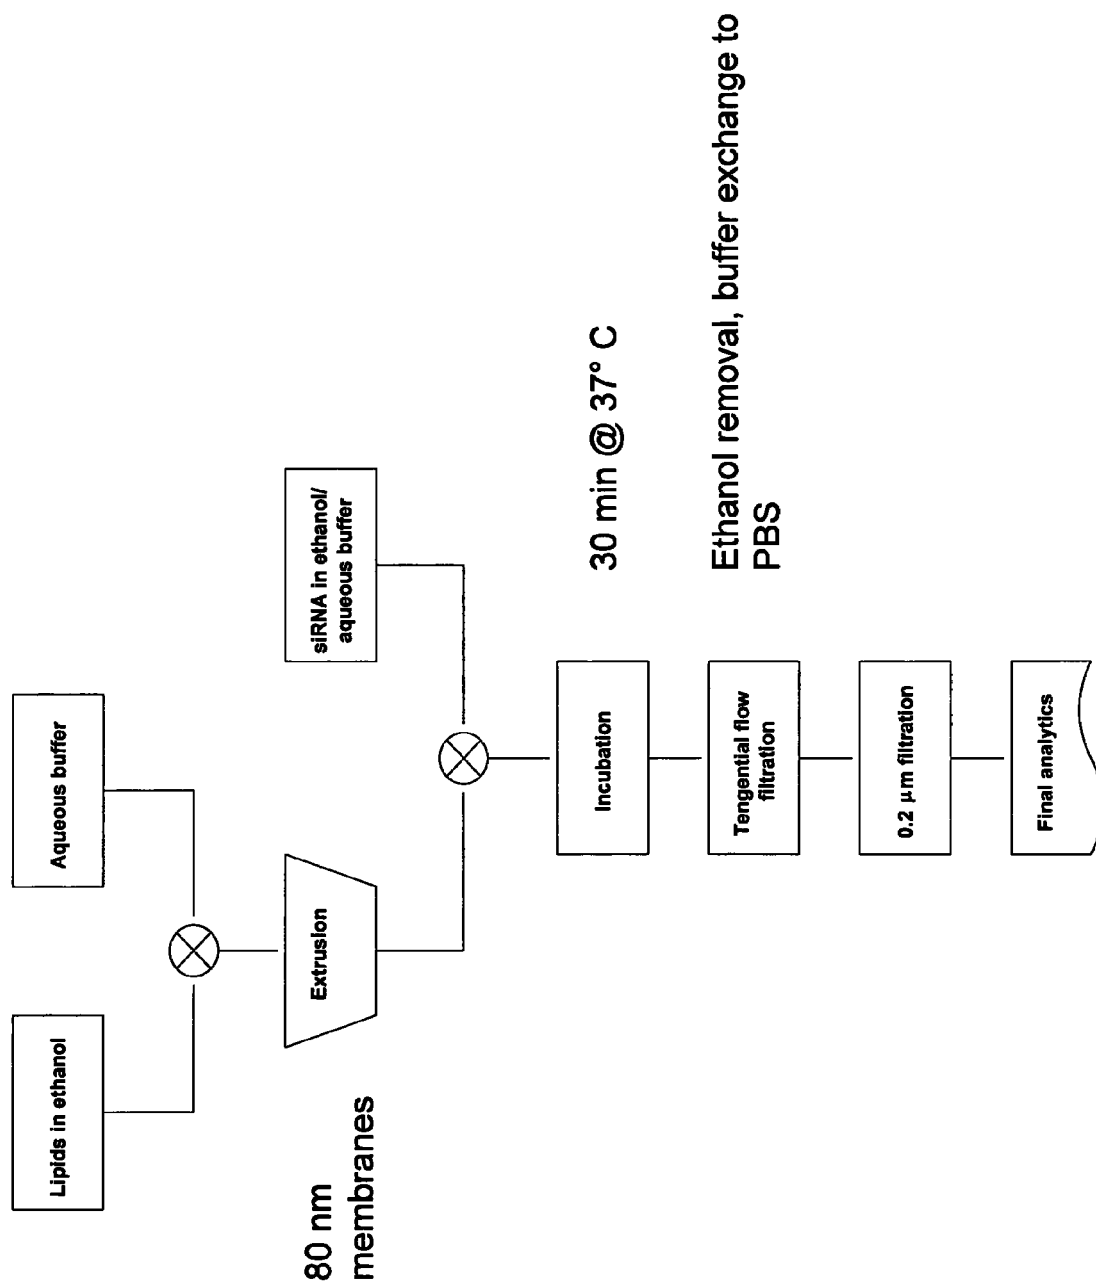 Lipids in ethanol
Aqueous buffer
80 nm
membranes
Extrusion
siRNA in ethanol/
aqueous buffer
Incubation
30 min @ 37° C
Tengential flow
filtration
Ethanol removal, buffer exchange to
PBS
0.2 μm filtration
Final analytics